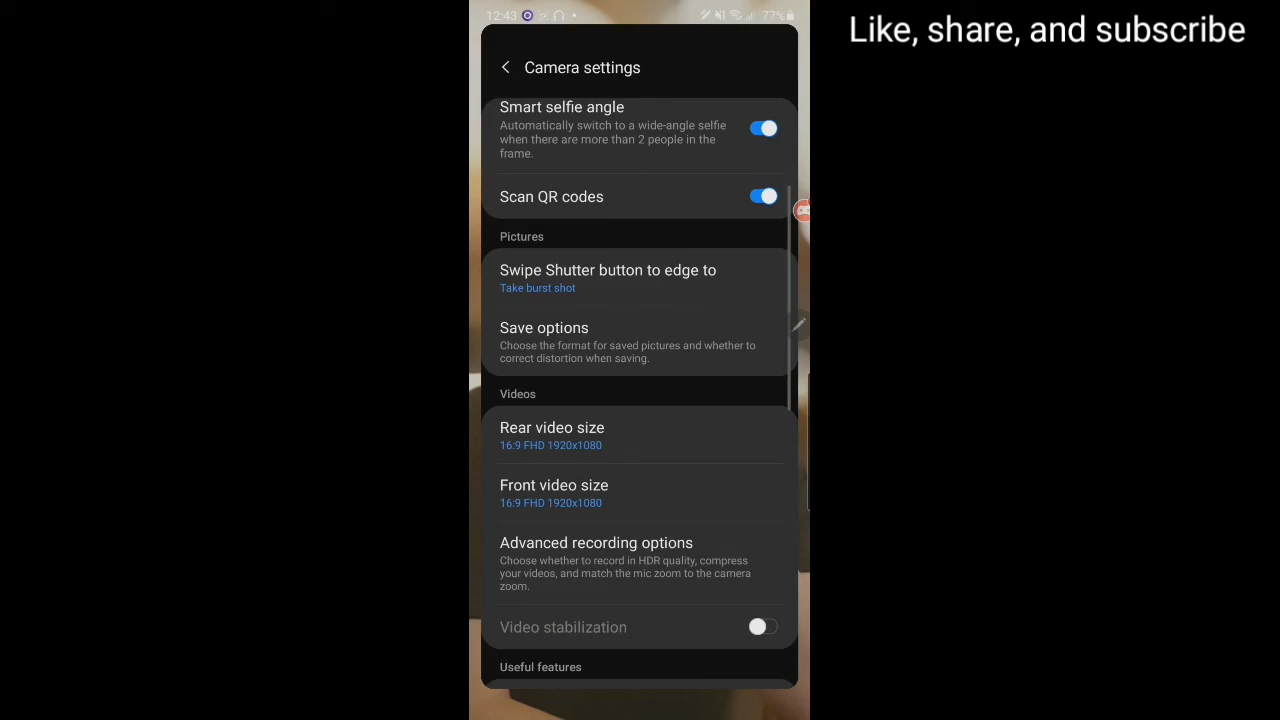 12:43
77%
Like, share, and subscribe
Camera settings
Smart selfie angle
Automatically switch to a wide-angle selfie
when there are more than 2 people in the
frame.
Scan QR codes
Pictures
Swipe Shutter button to edge to
Take burst shot
Save options
Choose the format for saved pictures and whether to
correct distortion when saving.
Videos
Rear video size
16:9 FHD 1920x1080
Front video size
16:9 FHD 1920x1080
Advanced recording options
Choose whether to record in HDR quality, compress
your videos, and match the mic zoom to the camera
zoom.
Video stabilization
Useful features